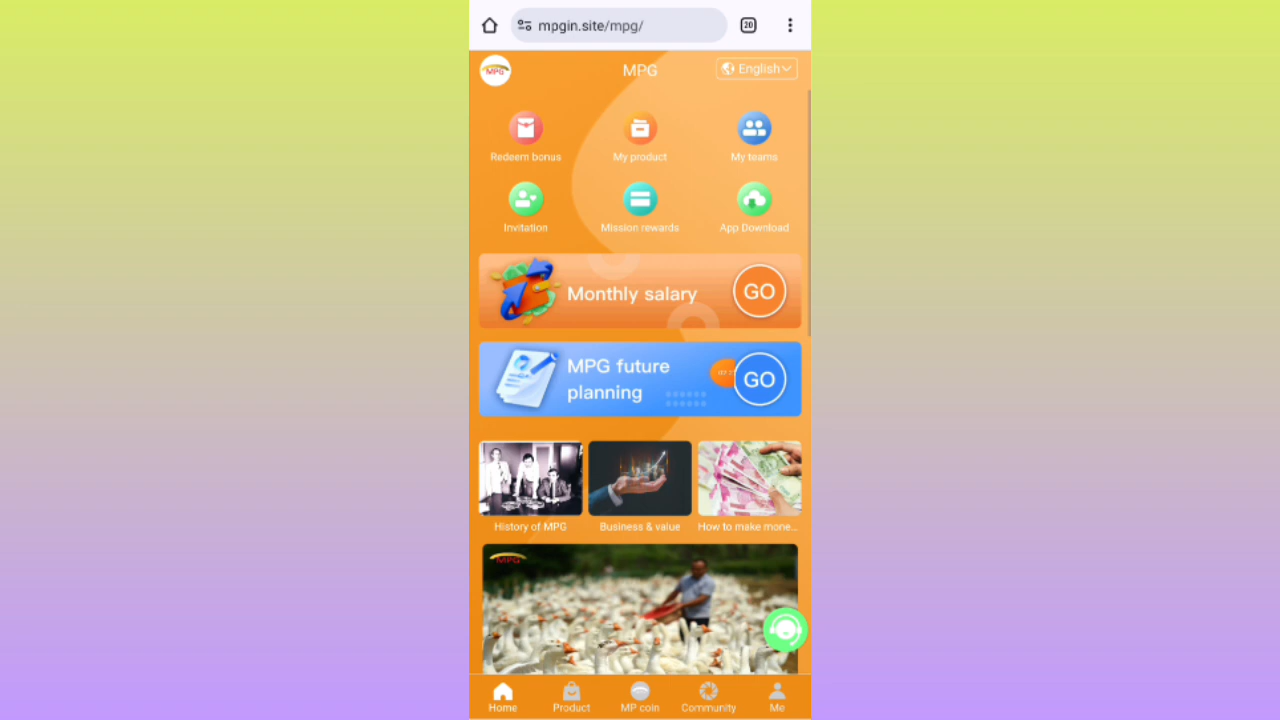 mpgin.site/mpg/
20
MPG
MPG
English
Redeem bonus
My product
My teams
Invitation
Mission rewards
App Download
Monthly salary
GO
MPG future
planning
GO
History of MPG
Business & value
How to make mone...
MPG
Home
Product
MP coin
Community
Me